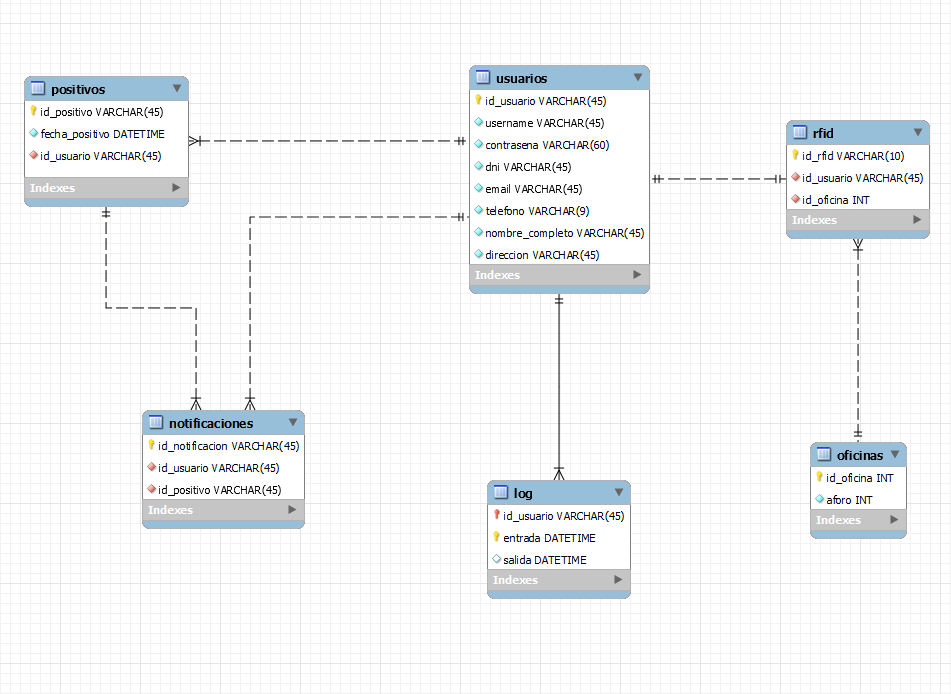 positivos
id_positivo VARCHAR(45)
fecha_positivo DATETIME
id_usuario VARCHAR(45)
Indexes
usuarios
id_usuario VARCHAR(45)
username VARCHAR(45)
contrasena VARCHAR(60)
dni VARCHAR(45)
email VARCHAR(45)
telefono VARCHAR(9)
nombre_completo VARCHAR(45)
direccion VARCHAR(45)
Indexes
rfid
id_rfid VARCHAR(10)
id_usuario VARCHAR(45)
id_oficina INT
Indexes
notificaciones
id_notificacion VARCHAR(45)
id_usuario VARCHAR(45)
id_positivo VARCHAR(45)
Indexes
log
id_usuario VARCHAR(45)
entrada DATETIME
salida DATETIME
Indexes
oficinas
id_oficina INT
aforo INT
Indexes